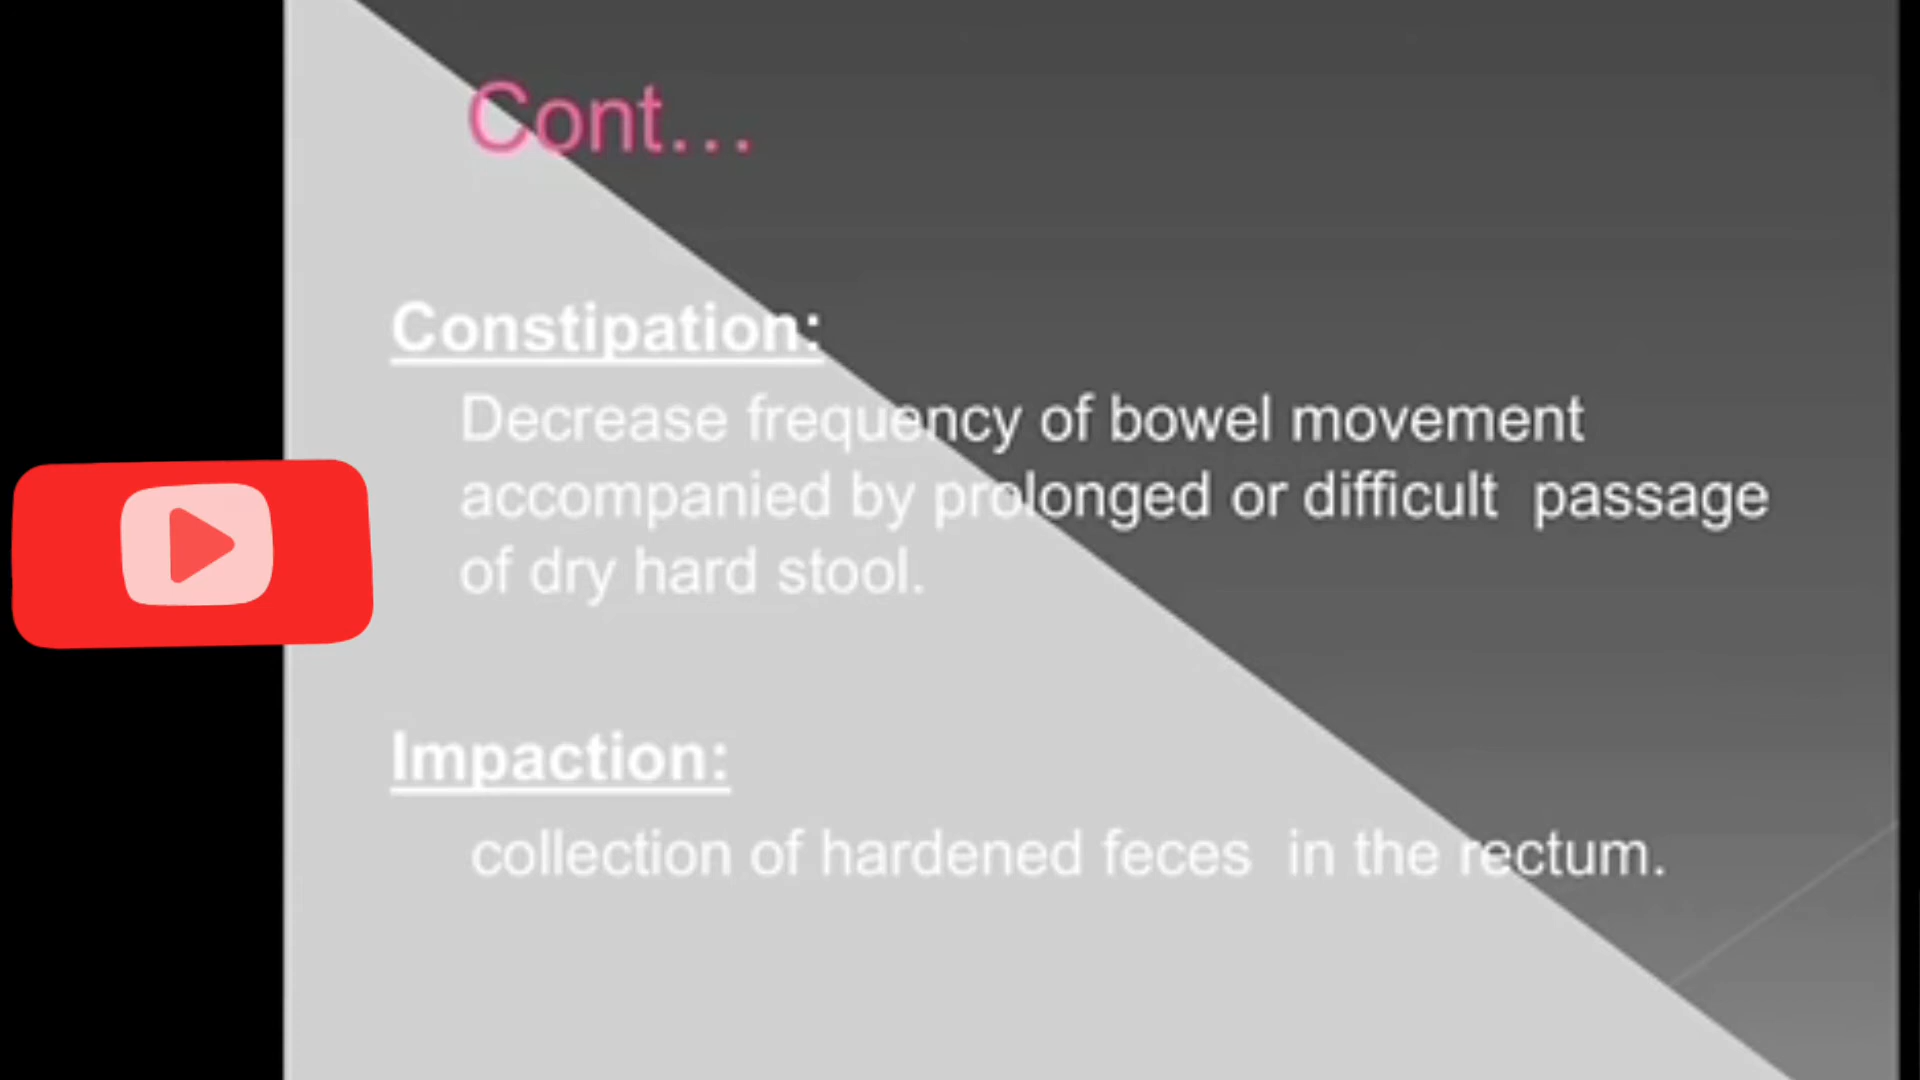 Cont...
Constipation:
Decrease frequency of bowel movement
accompanied by prolonged or difficult passage
of dry hard stool.
Impaction:
collection of hardened feces in the rectum.